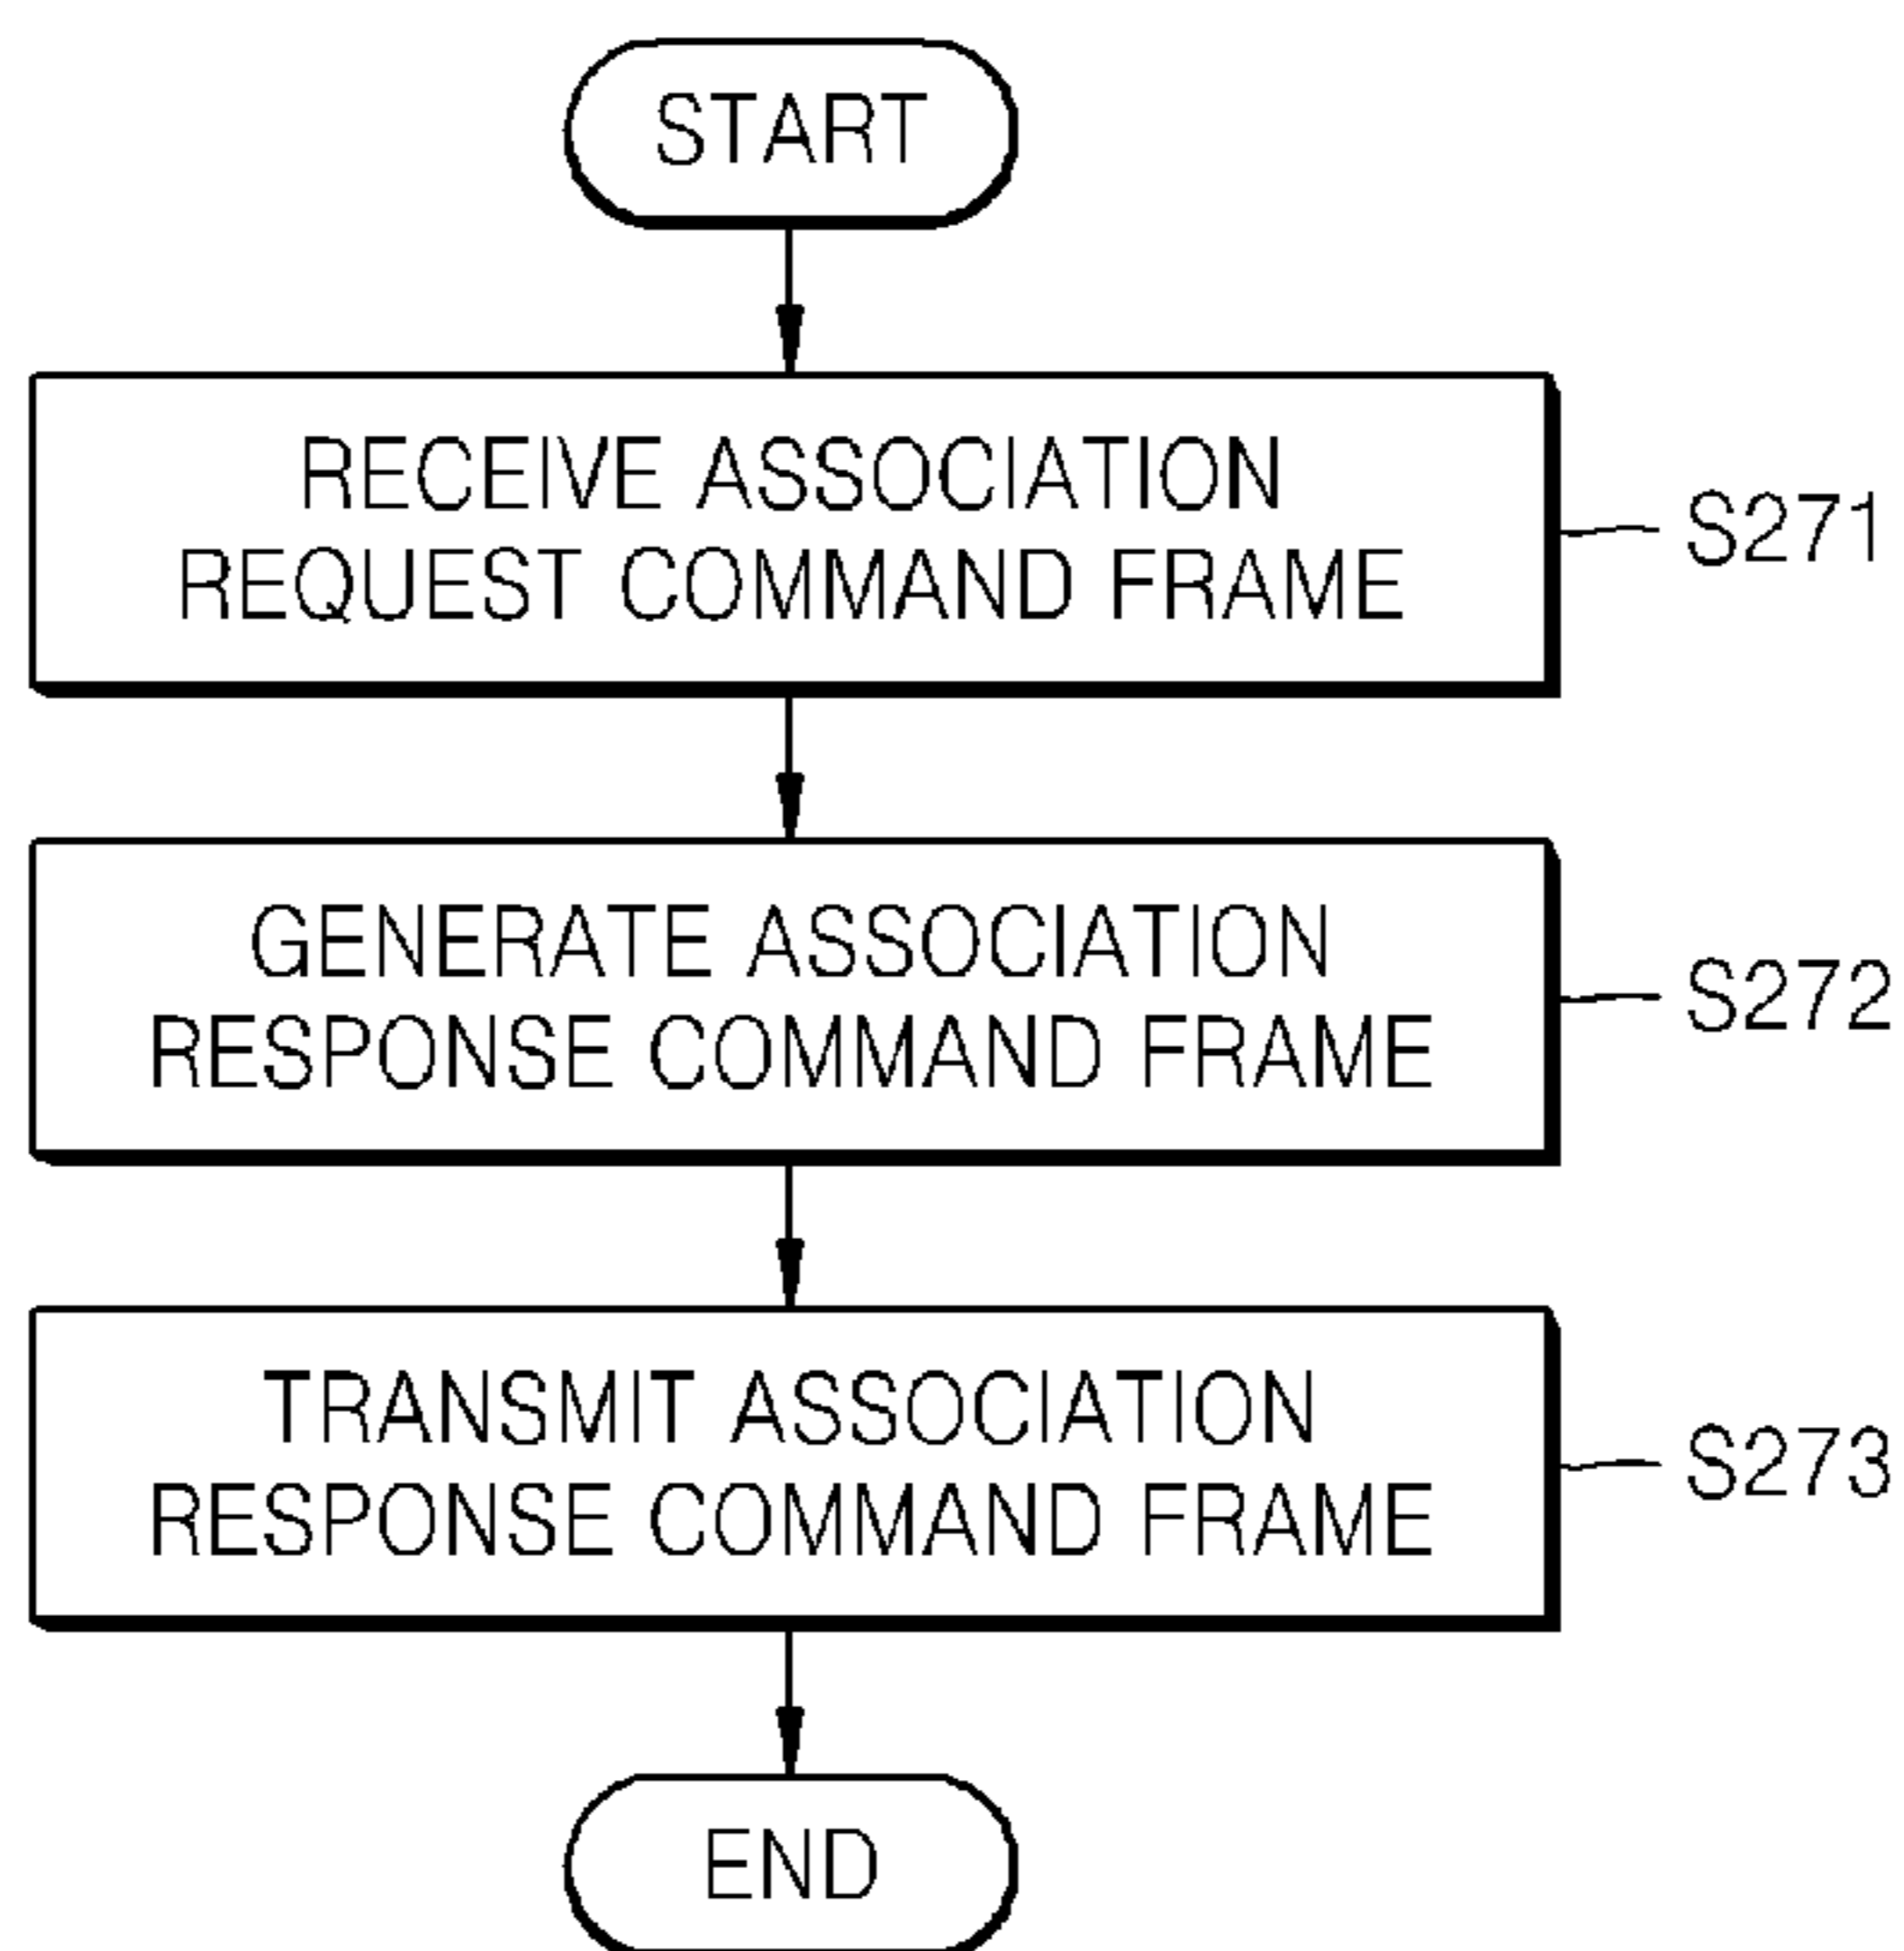 START
RECEIVE ASSOCIATION
REQUEST COMMAND FRAME
S271
GENERATE ASSOCIATION
RESPONSE COMMAND FRAME
S272
TRANSMIT ASSOCIATION
RESPONSE COMMAND FRAME
S273
END